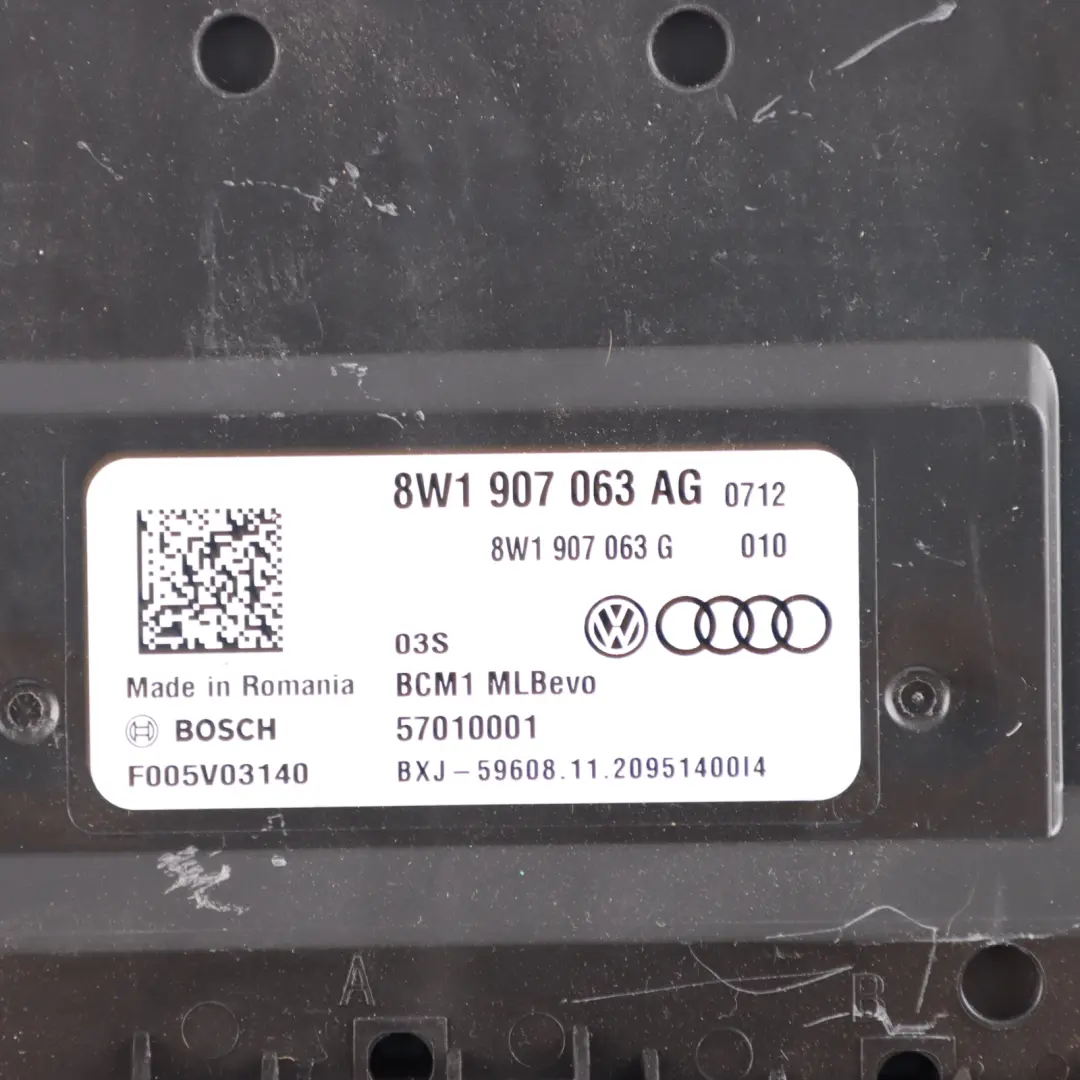 8W1 907 063 AG 0712
8W1 907 063 G 010
03S
Made in Romania BCM1 MLBevo
BOSCH 57010001
F005V03140 BXJ-59608.11.2095140014
A B